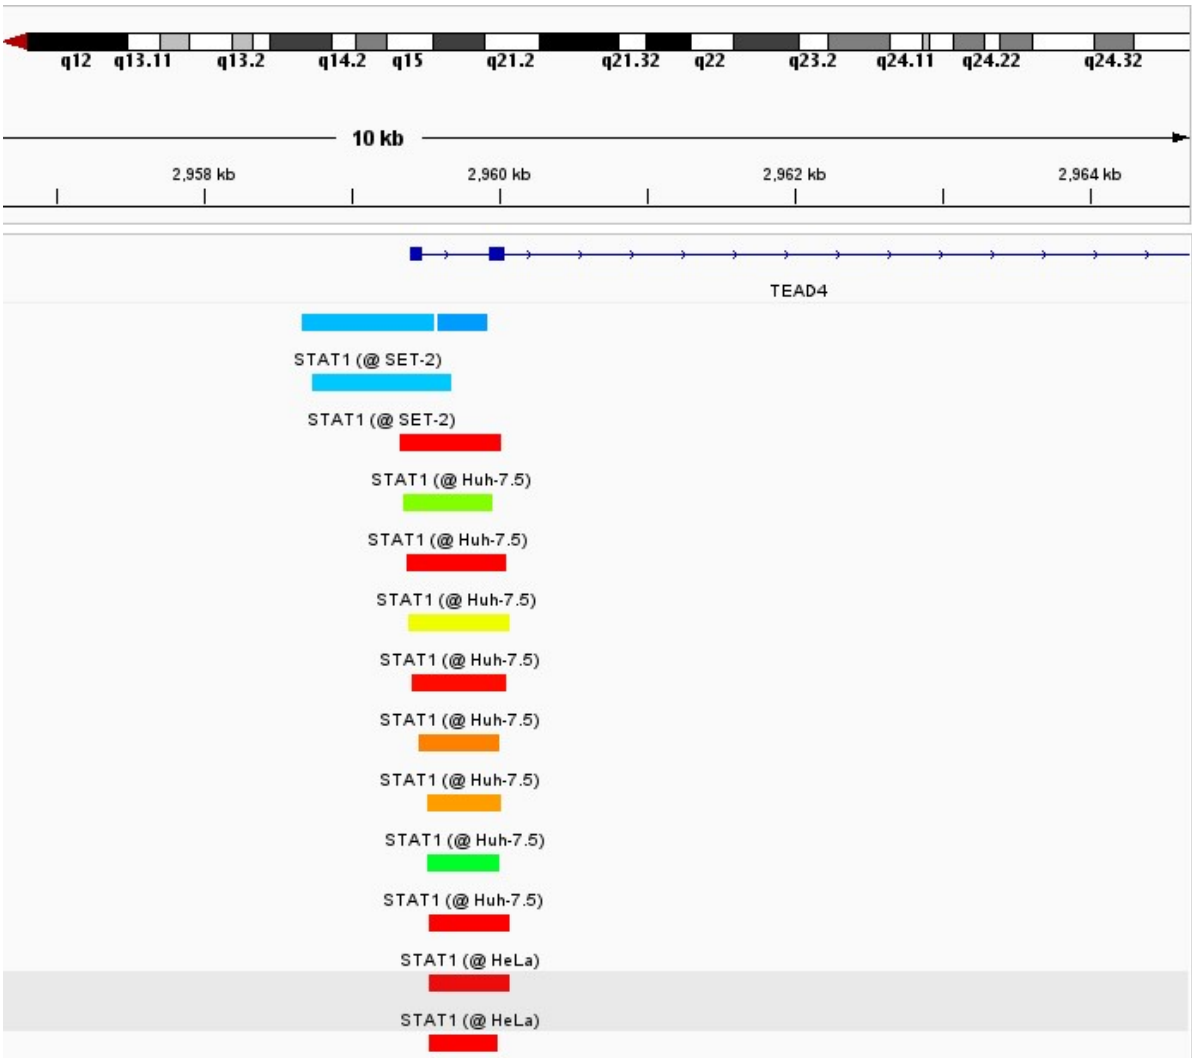 q12 q13.11 q13.2 q14.2 q15 q21.2 q21.32 q22 q23.2 q24.11 q24.22 q24.32
10 kb
2,958 kb 2,960 kb 2,962 kb 2,964 kb
TEAD4
STAT1 (@ SET-2)
STAT1 (@ SET-2)
STAT1 (@ Huh-7.5)
STAT1 (@ Huh-7.5)
STAT1 (@ Huh-7.5)
STAT1 (@ Huh-7.5)
STAT1 (@ Huh-7.5)
STAT1 (@ Huh-7.5)
STAT1 (@ Huh-7.5)
STAT1 (@ Huh-7.5)
STAT1 (@ HeLa)
STAT1 (@ HeLa)